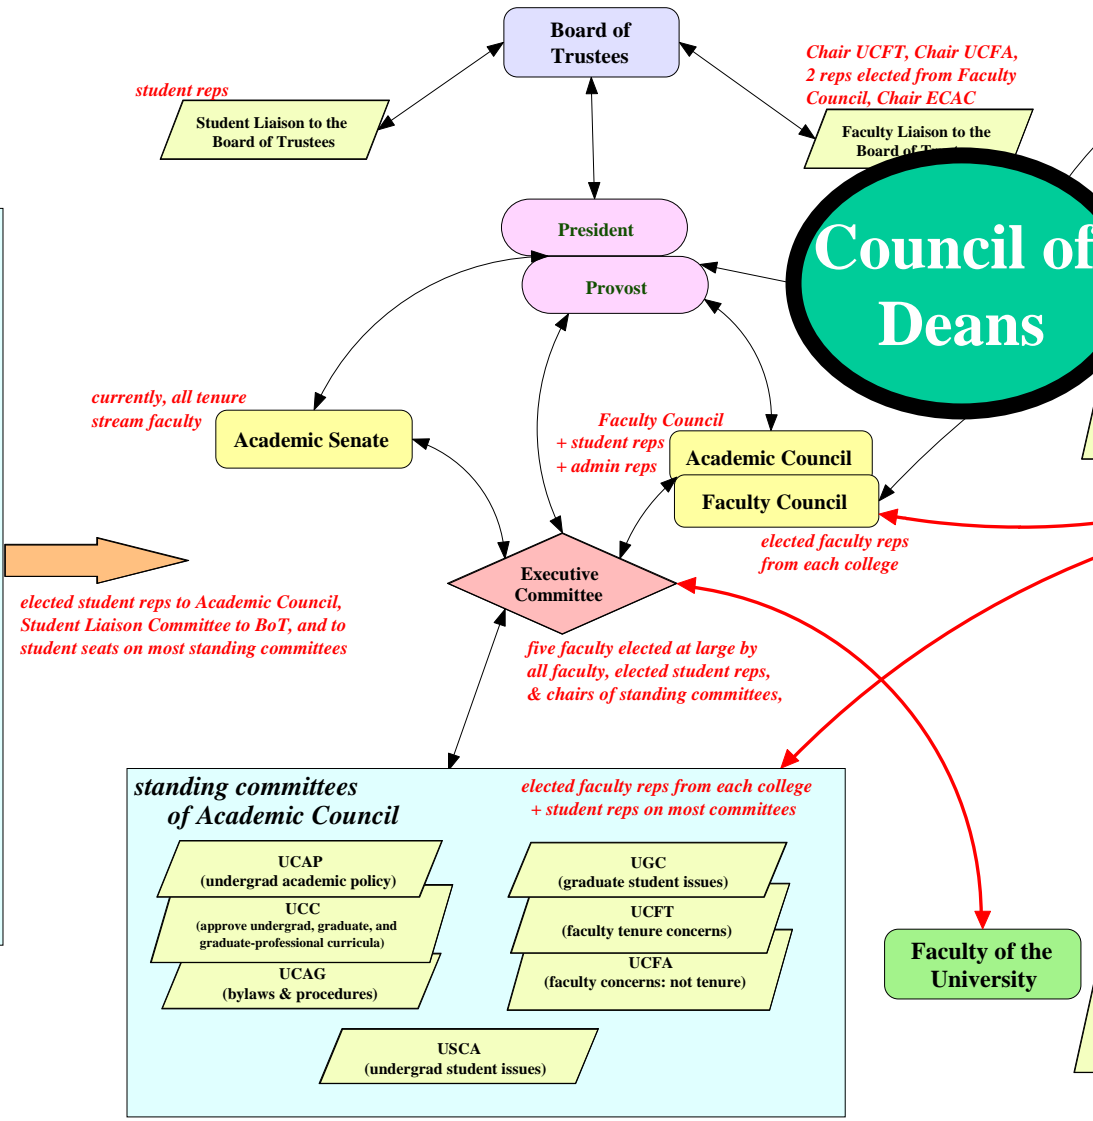 Board of
Trustees
student reps
Chair UCFT, Chair UCFA,
2 reps elected from Faculty
Council, Chair ECAC
Student Liaison to the
Board of Trustees
Faculty Liaison to the
Board of
President
Provost
Council of
Deans
currently, all tenure
stream faculty
Academic Senate
Faculty Council
+ student reps
+ admin reps
Academic Council
Faculty Council
elected faculty reps
from each college
Executive
Committee
elected student reps to Academic Council,
Student Liaison Committee to BoT, and to
student seats on most standing committees
five faculty elected at large by
all faculty, elected student reps,
& chairs of standing committees,
standing committees
of Academic Council
elected faculty reps from each college
+ student reps on most committees
UCAP
(undergrad academic policy)
UCC
(approve undergrad, graduate, and
graduate-professional curricula)
UCAG
(bylaws & procedures)
UGC
(graduate student issues)
UCFT
(faculty tenure concerns)
UCFA
(faculty concerns: not tenure)
USCA
(undergrad student issues)
Faculty of the
University